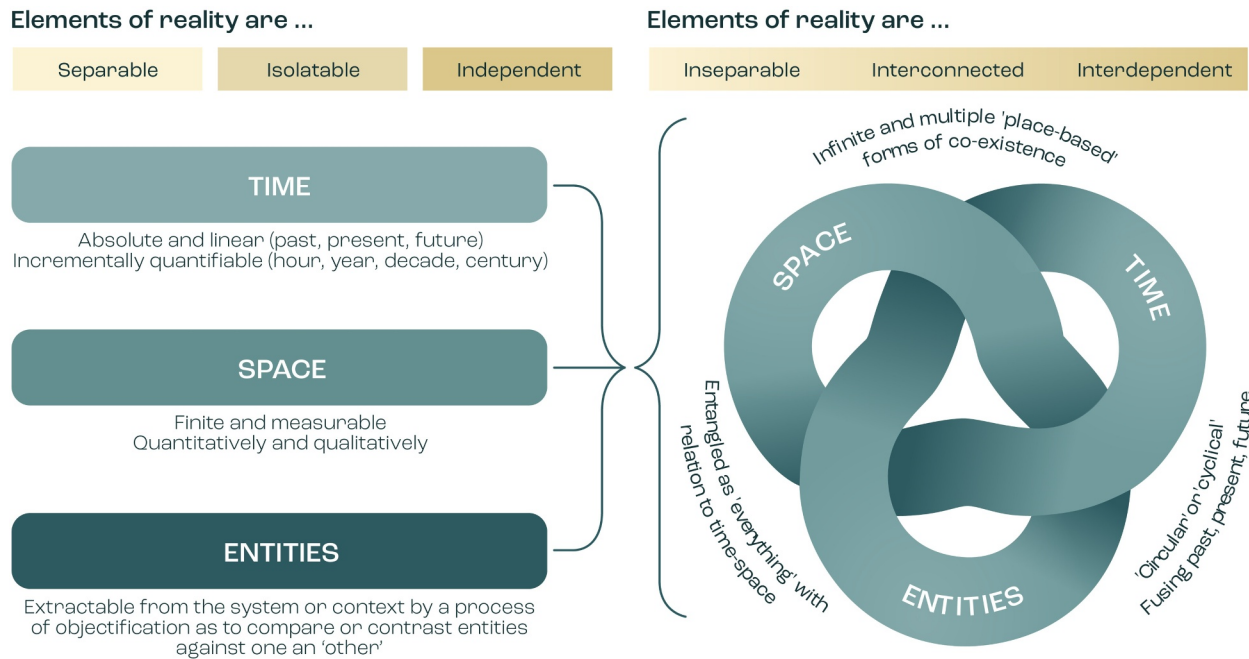 Elements of reality are ...
Separable
Isolatable
Independent
TIME
Absolute and linear (past, present, future)
Incrementally quantifiable (hour, year, decade, century)
SPACE
Finite and measurable
Quantitatively and qualitatively
ENTITIES
Extractable from the system or context by a process
of objectification as to compare or contrast entities
against one an ‘other’
Elements of reality are ...
Inseparable
Interconnected
Interdependent
Infinite and multiple 'place-based'
forms of co-existence
SPACE
TIME
ENTITIES
Entangled as 'everything' with
relation to time-space
'Circular' or 'cyclical'
Fusing past, present, future